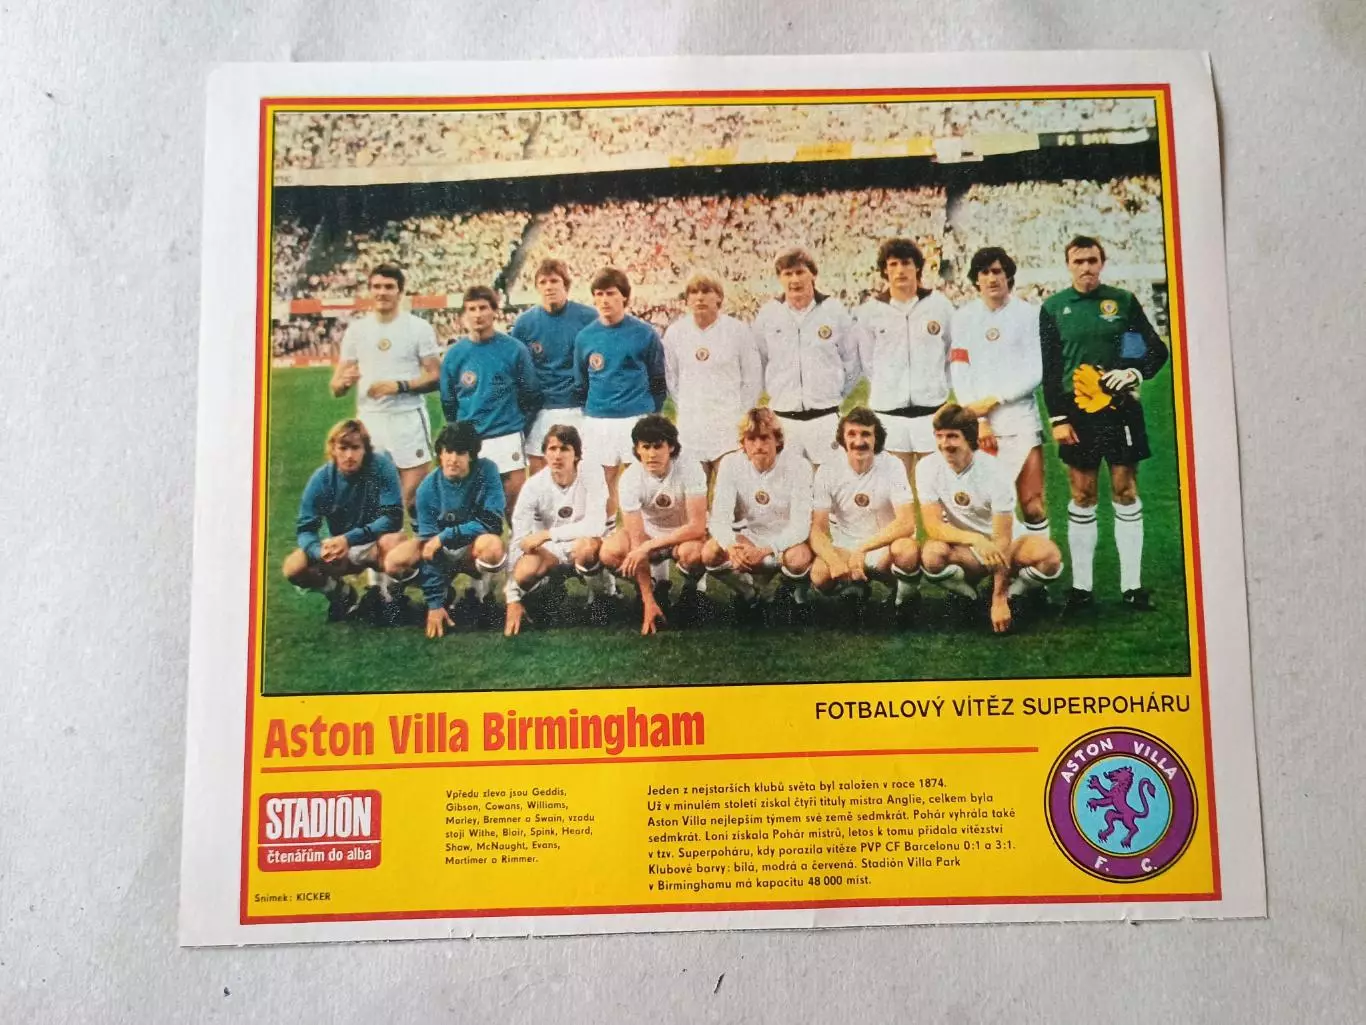 Aston Villa Birmingham
FOTBALOVÝ VÍTĚZ SUPERPOHÁRU
STADIÓN
čtenářům do alba
Snímek: KICKER
Vpředu zleva jsou Geddis,
Gibson, Cowans, Williams,
Morley, Bremner a Swain, vzadu
stojí Withe, Blair, Spink, Heard,
Shaw, McNaught, Evans,
Mortimer a Rimmer.
Jeden z nejstarších klubů světa byl založen v roce 1874.
Už v minulém století získal čtyři tituly mistra Anglie, celkem byla
Aston Villa nejlepším týmem své země sedmkrát. Pohár vyhrála také
sedmkrát. Loni získala Pohár mistrů, letos k tomu přidala vítězství
v tzv. Superpoháru, kdy porazila vítěze PVP CF Barcelonu 0:1 a 3:1.
Klubové barvy: bílá, modrá a červená. Stadión Villa Park
v Birminghamu má kapacitu 48 000 míst.
ASTON VILLA
F. C.